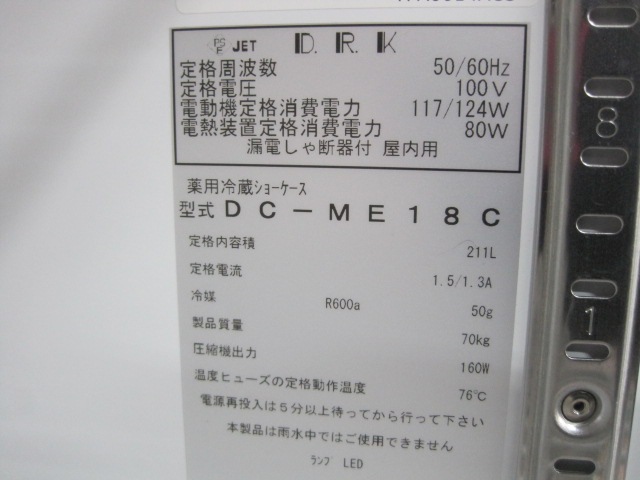 PS E JET D.R.K
定格周波数 50/60Hz
定格電圧 100V
電動機定格消費電力 117/124W
電熱装置定格消費電力 80W
漏電しゃ断器付 屋内用
薬用冷蔵ショーケース
型式 DC-ME18C
定格内容積 211L
定格電流 1.5/1.3A
冷媒 R600a 50g
製品質量 70kg
圧縮機出力 160W
温度ヒューズの定格動作温度 76℃
電源再投入は5分以上待ってから行って下さい
本製品は雨水中ではご使用できません
ランプ LED
8
1